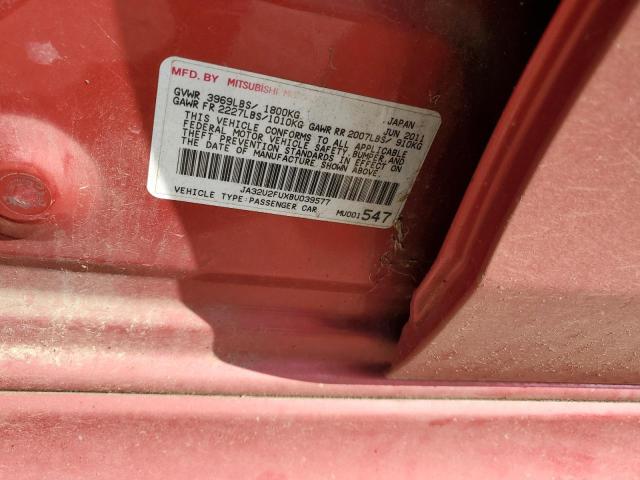 MFD. BY MITSUBISHI
JAPAN
GVWR 3969LBS/ 1800KG JUN 2011
GAWR FR 2227LBS/1010KG GAWR RR 2007LBS/ 910KG
THIS VEHICLE CONFORMS TO ALL APPLICABLE
FEDERAL MOTOR VEHICLE SAFETY, BUMPER, AND
THEFT PREVENTION STANDARDS IN EFFECT ON
THE DATE OF MANUFACTURE SHOWN ABOVE.
JA32U2FUXBU039577
VEHICLE TYPE:PASSENGER CAR MU001547